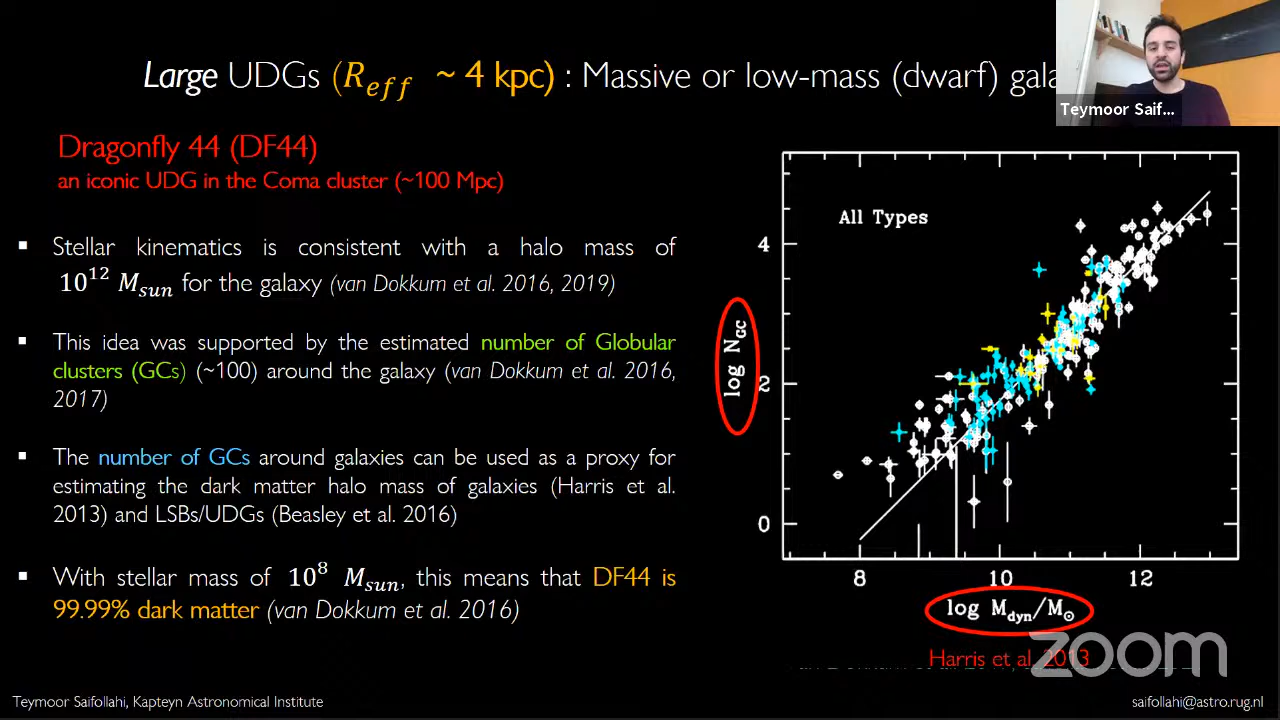 Large UDGs (R_eff ~ 4 kpc) : Massive or low-mass (dwarf)
Teymoor Saif...
Dragonfly 44 (DF44)
an iconic UDG in the Coma cluster (~100 Mpc)
▪ Stellar kinematics is consistent with a halo mass of
10^12 M_sun for the galaxy (van Dokkum et al. 2016, 2019)
▪ This idea was supported by the estimated number of Globular
clusters (GCs) (~100) around the galaxy (van Dokkum et al. 2016,
2017)
▪ The number of GCs around galaxies can be used as a proxy for
estimating the dark matter halo mass of galaxies (Harris et al.
2013) and LSBs/UDGs (Beasley et al. 2016)
▪ With stellar mass of 10^8 M_sun, this means that DF44 is
99.99% dark matter (van Dokkum et al. 2016)
All Types
4
2
0
log N_GC
8 10 12
log M_dyn/M_⊙
Harris et al. 2013
zoom
Teymoor Saifollahi, Kapteyn Astronomical Institute
saifollahi@astro.rug.nl